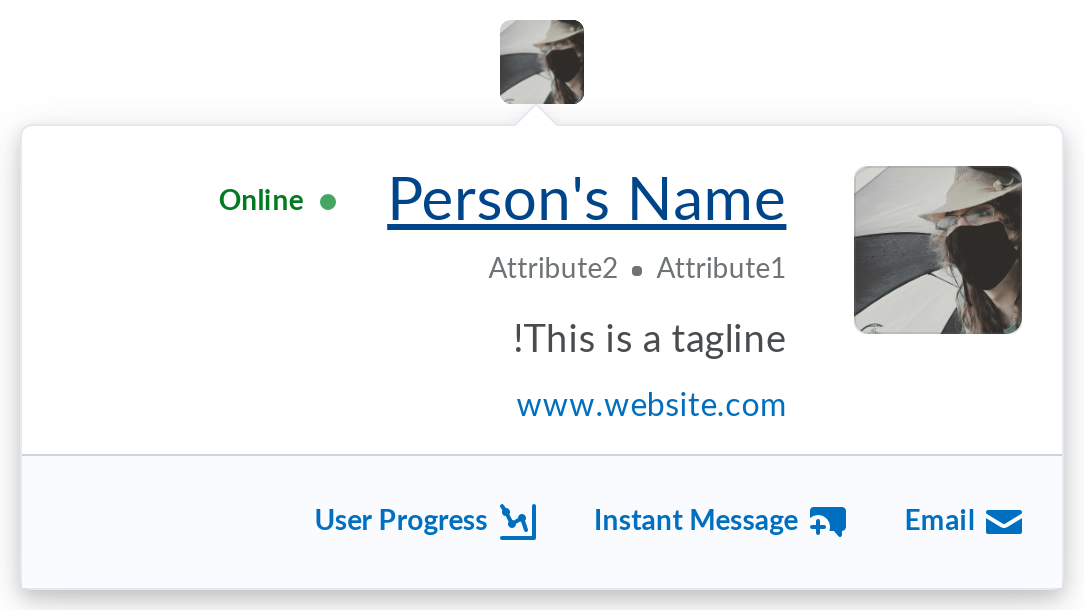 Person's Name
Online
Attribute1 • Attribute2
!This is a tagline
www.website.com
Email
Instant Message
User Progress